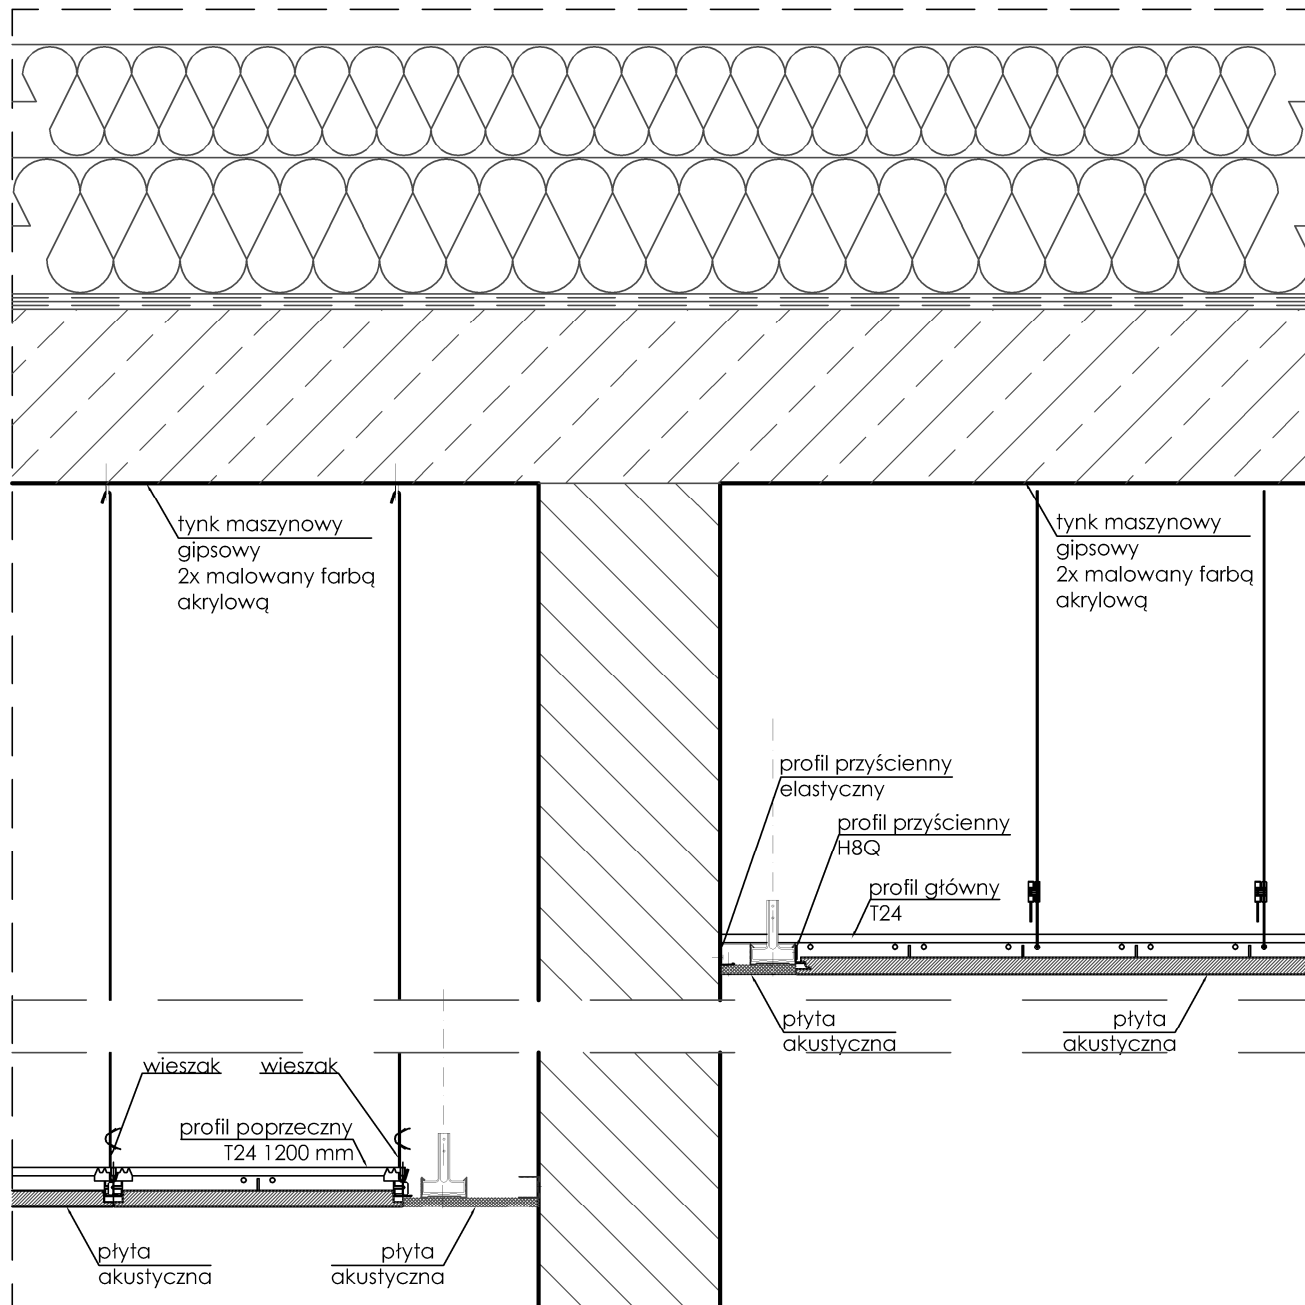 tynk maszynowy
gipsowy
2x malowany farbą
akrylową
tynk maszynowy
gipsowy
2x malowany farbą
akrylową
profil przyścienny
elastyczny
profil przyścienny
H8Q
profil główny
T24
płyta
akustyczna
płyta
akustyczna
wieszak
wieszak
profil poprzeczny
T24 1200 mm
płyta
akustyczna
płyta
akustyczna